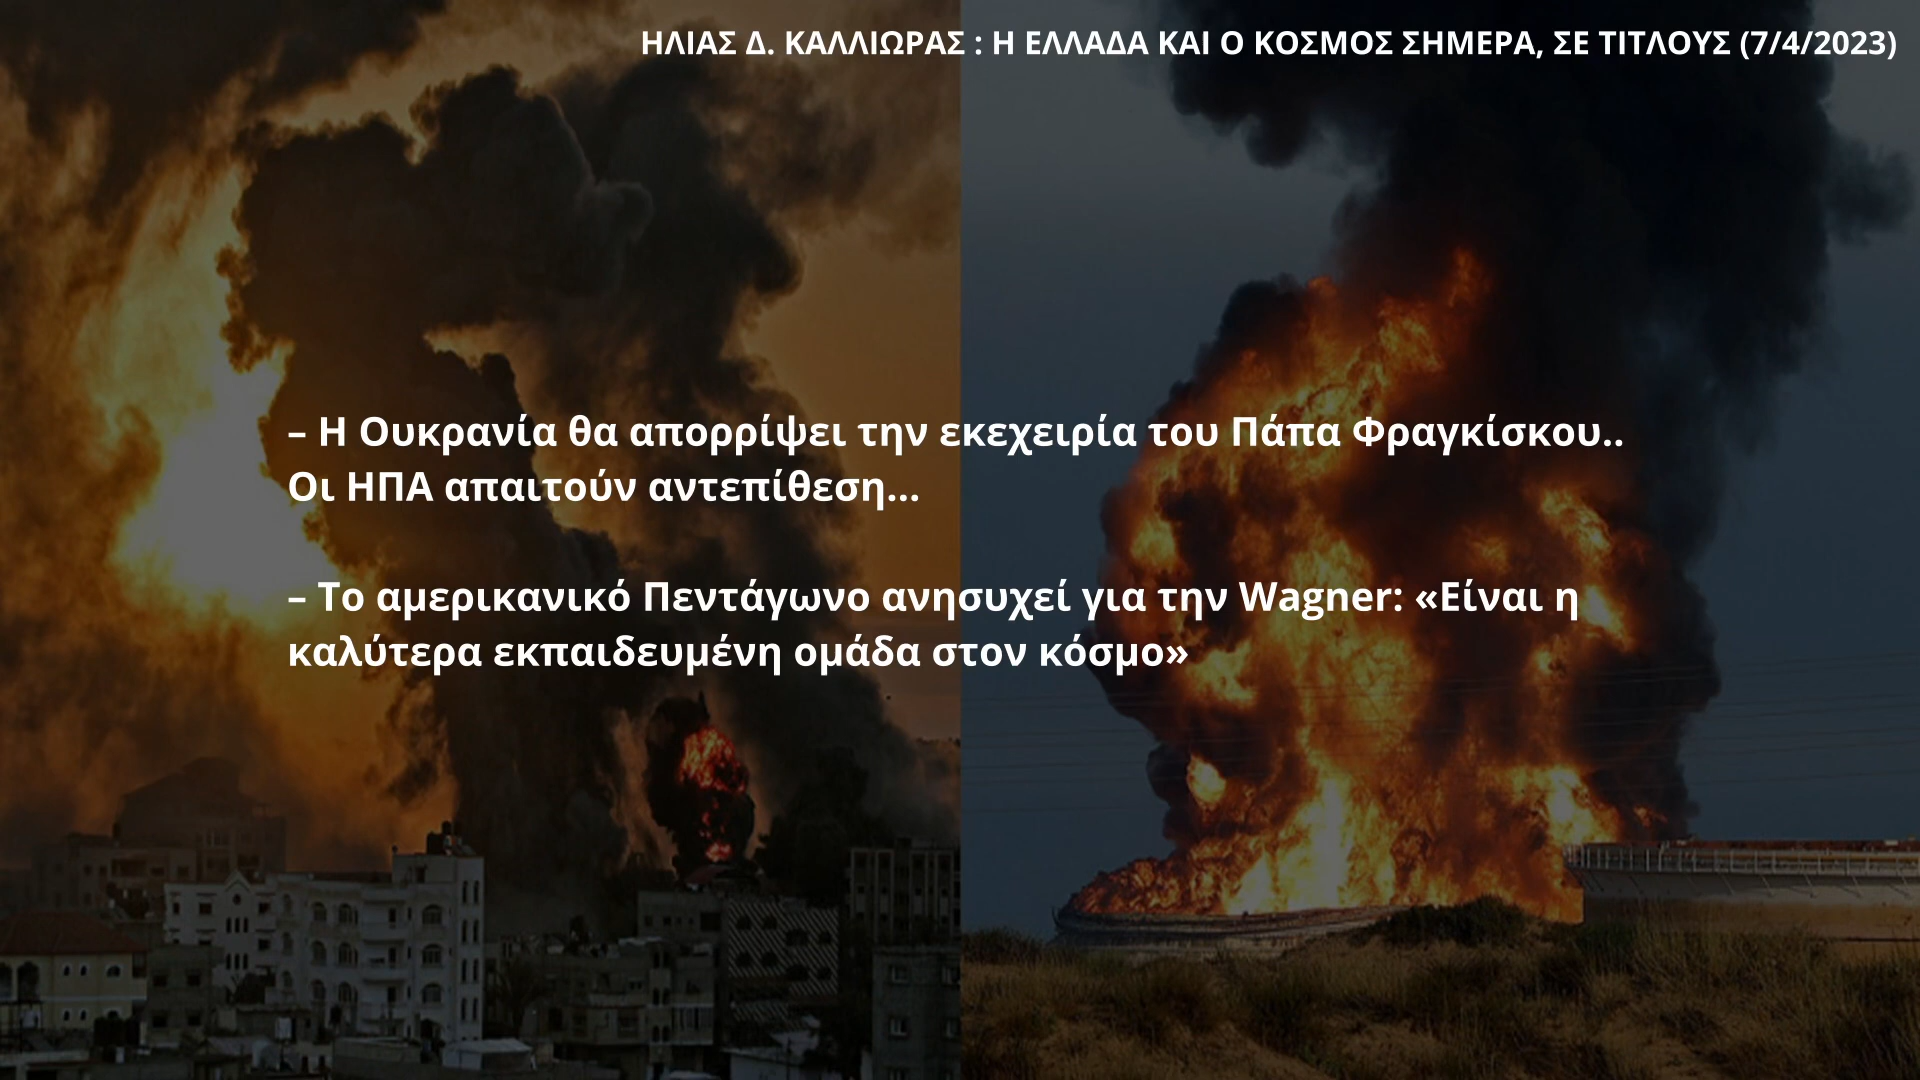 ΗΛΙΑΣ Δ. ΚΑΛΛΙΩΡΑΣ : Η ΕΛΛΑΔΑ ΚΑΙ Ο ΚΟΣΜΟΣ ΣΗΜΕΡΑ, ΣΕ ΤΙΤΛΟΥΣ (7/4/2023)
– Η Ουκρανία θα απορρίψει την εκεχειρία του Πάπα Φραγκίσκου..
Οι ΗΠΑ απαιτούν αντεπίθεση…
– Το αμερικανικό Πεντάγωνο ανησυχεί για την Wagner: «Είναι η
καλύτερα εκπαιδευμένη ομάδα στον κόσμο»